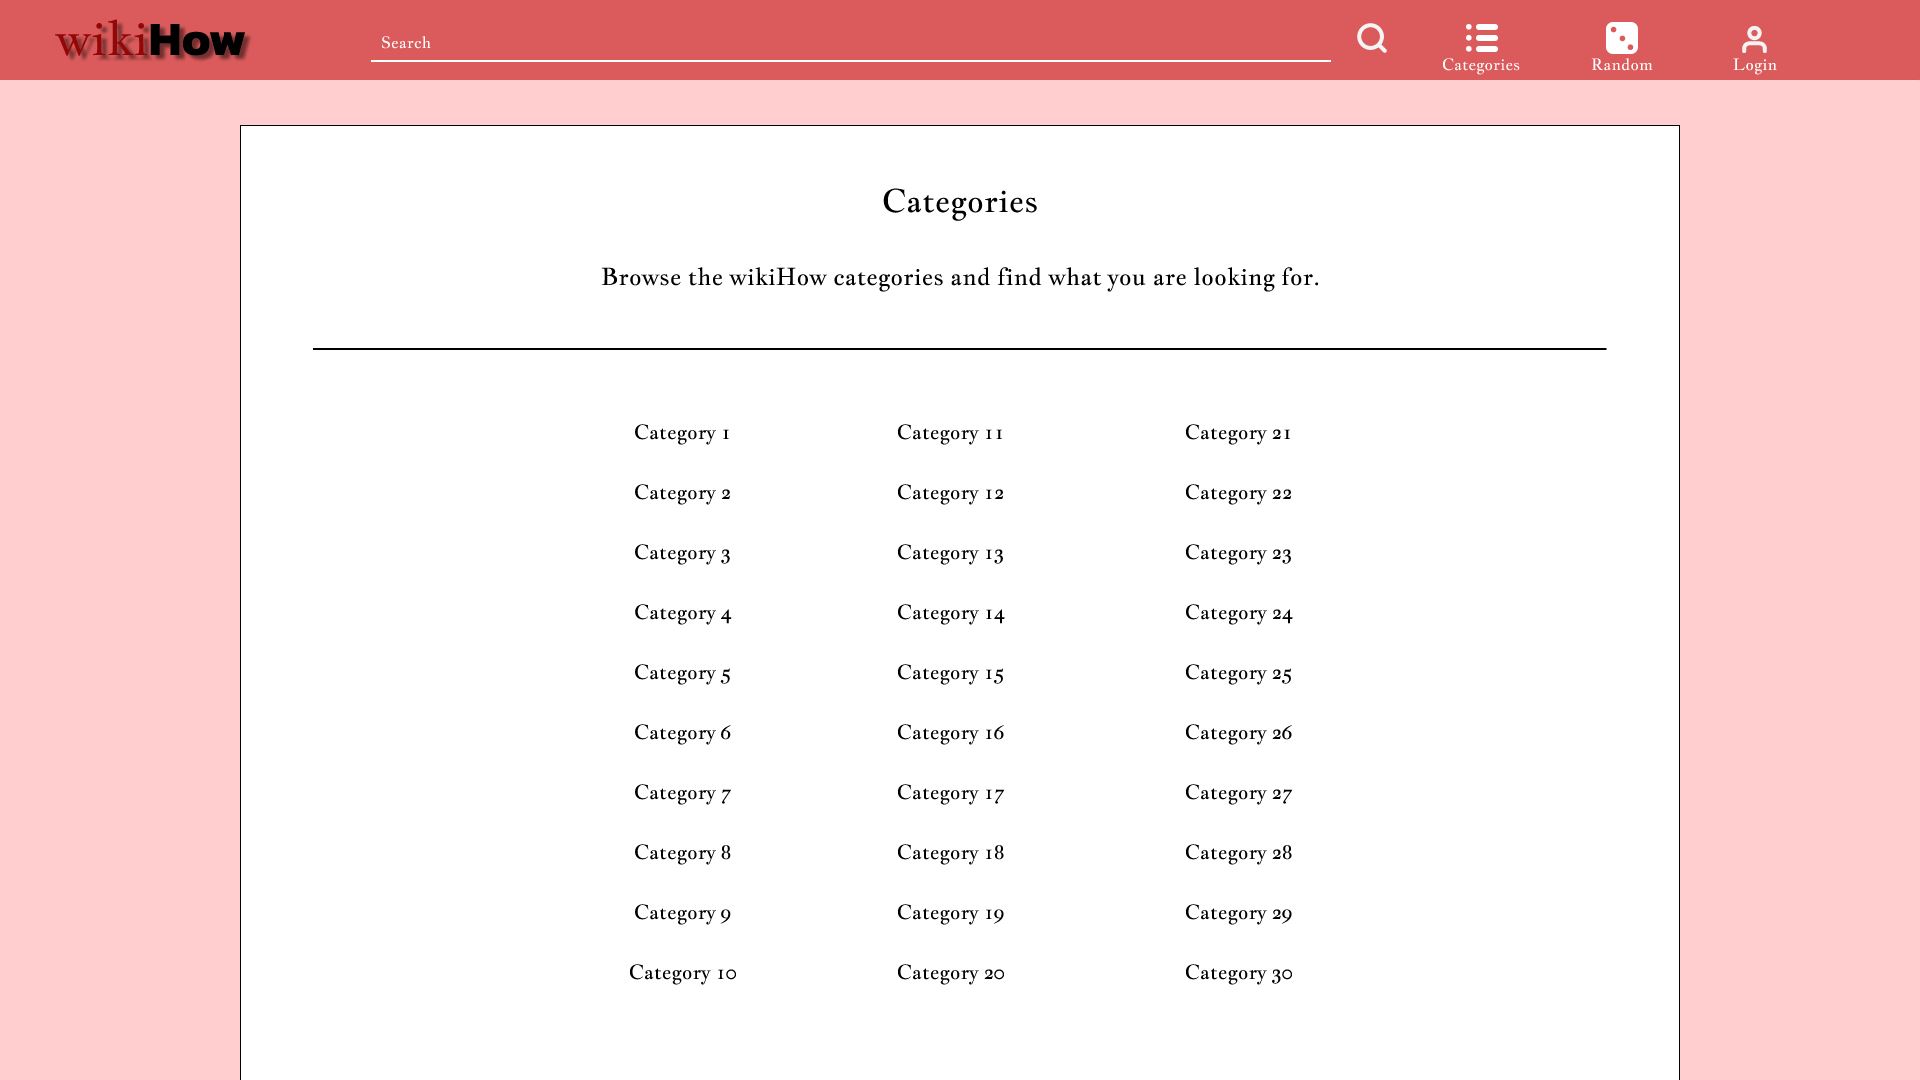 wikiHow
Search
Categories
Random
Login
Categories
Browse the wikiHow categories and find what you are looking for.
Category 1
Category 2
Category 3
Category 4
Category 5
Category 6
Category 7
Category 8
Category 9
Category 10
Category 11
Category 12
Category 13
Category 14
Category 15
Category 16
Category 17
Category 18
Category 19
Category 20
Category 21
Category 22
Category 23
Category 24
Category 25
Category 26
Category 27
Category 28
Category 29
Category 30